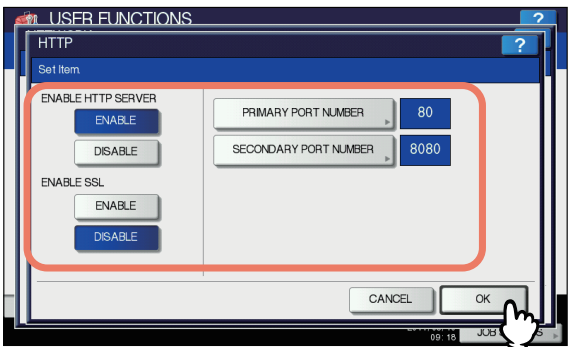 USER FUNCTIONS
?
HTTP
?
Set Item
ENABLE HTTP SERVER
ENABLE
PRIMARY PORT NUMBER
80
DISABLE
SECONDARY PORT NUMBER
8080
ENABLE SSL
ENABLE
DISABLE
CANCEL
OK
09:18
JOB